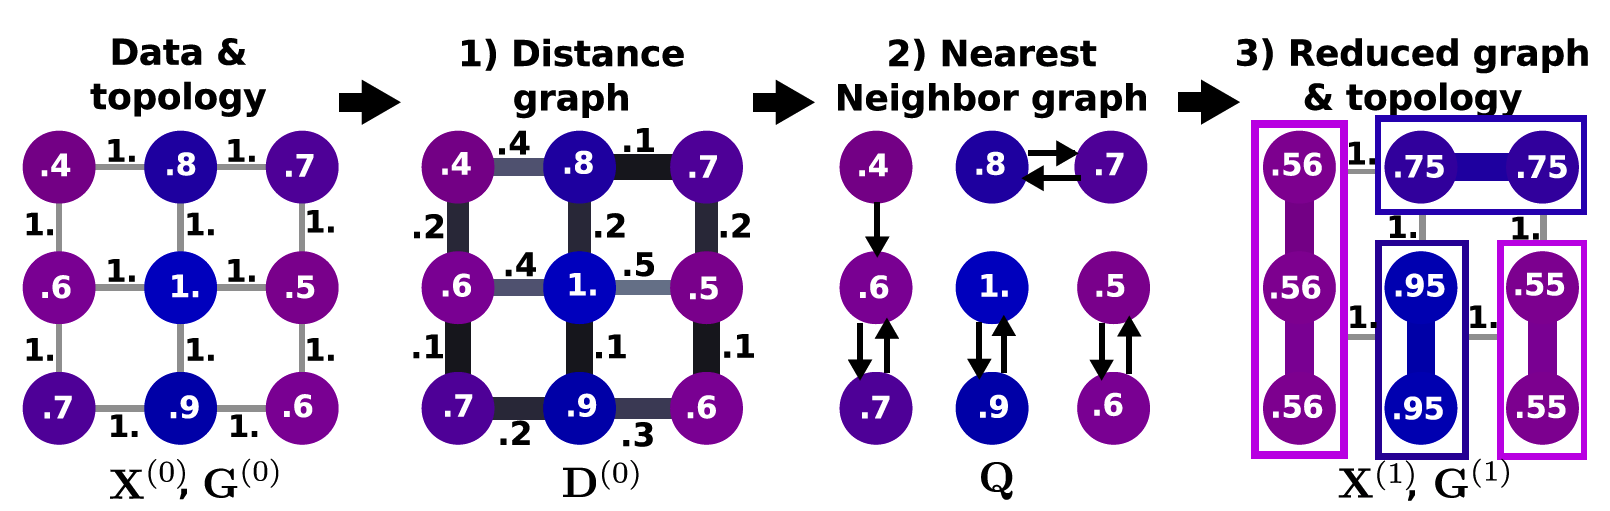 Data &
topology
1) Distance
graph
2) Nearest
Neighbor graph
3) Reduced graph
& topology
.4 1. .8 1. .7
1. 1. 1.
.6 1. 1. 1. .5
1. 1. 1.
.7 1. .9 1. .6
X(0), G(0)
.4 .4 .8 .1 .7
.2 .2 .2
.6 .4 1. .5 .5
.1 .1 .1
.7 .2 .9 .3 .6
D(0)
.4 .8 .7
.6 1. .5
.7 .9 .6
Q
.56 1. .75 .75
1. 1.
.56 .95 .55
1. 1.
.56 .95 .55
X(1), G(1)